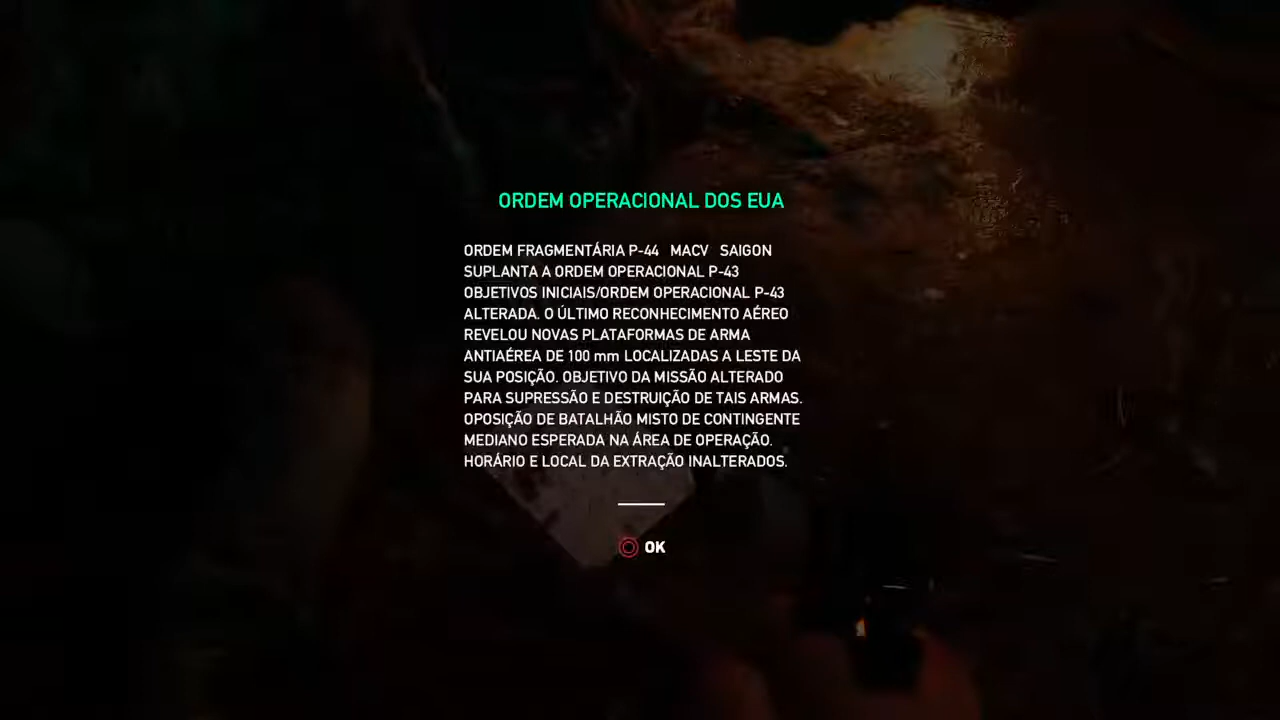 ORDEM OPERACIONAL DOS EUA
ORDEM FRAGMENTÁRIA P-44 MACV SAIGON
SUPLANTA A ORDEM OPERACIONAL P-43
OBJETIVOS INICIAIS/ORDEM OPERACIONAL P-43
ALTERADA. O ÚLTIMO RECONHECIMENTO AÉREO
REVELOU NOVAS PLATAFORMAS DE ARMA
ANTIAÉREA DE 100 mm LOCALIZADAS A LESTE DA
SUA POSIÇÃO. OBJETIVO DA MISSÃO ALTERADO
PARA SUPRESSÃO E DESTRUIÇÃO DE TAIS ARMAS.
OPOSIÇÃO DE BATALHÃO MISTO DE CONTINGENTE
MEDIANO ESPERADA NA ÁREA DE OPERAÇÃO.
HORÁRIO E LOCAL DA EXTRAÇÃO INALTERADOS.
OK